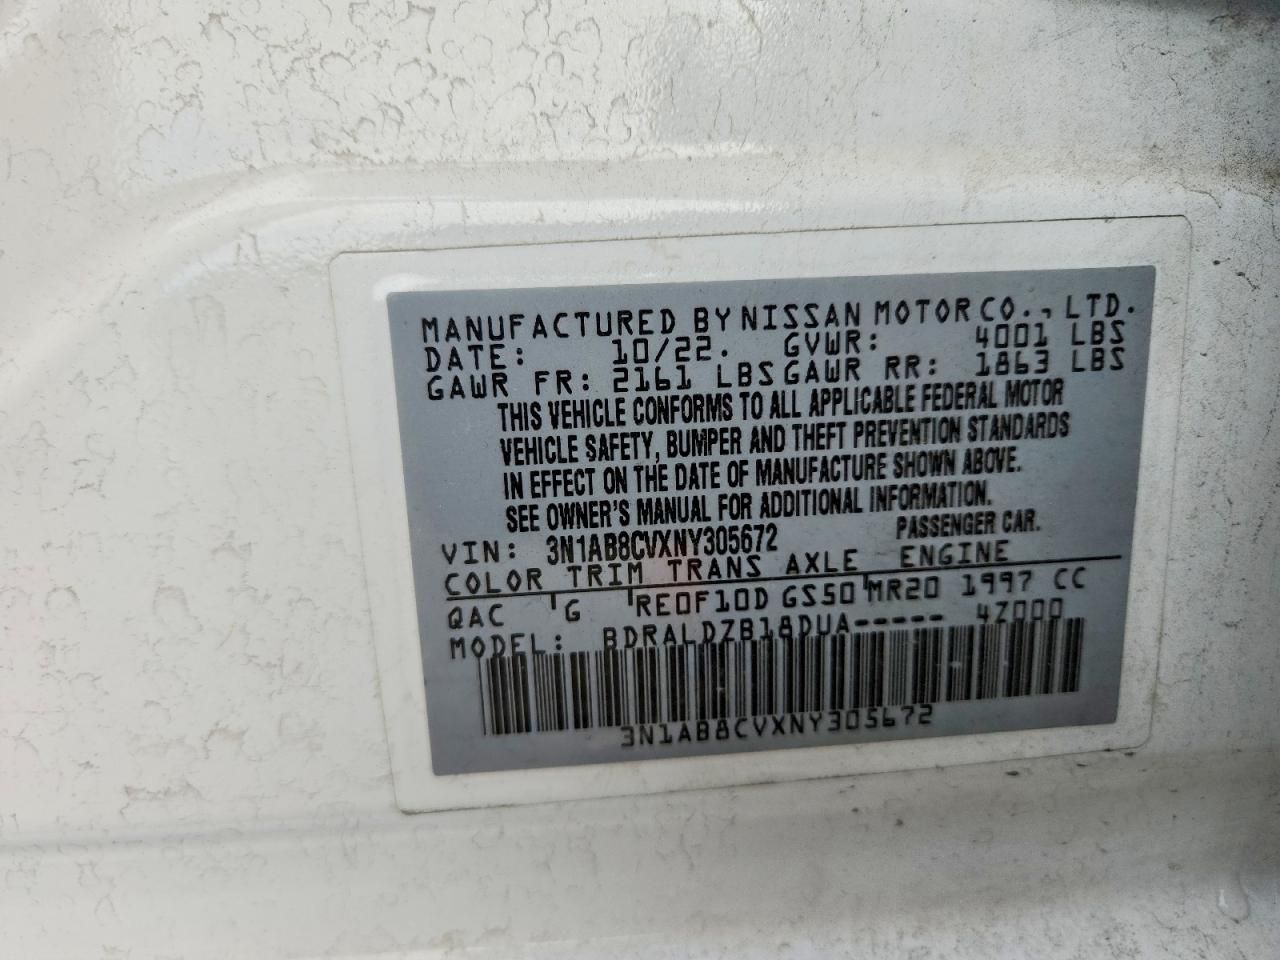 MANUFACTURED BY NISSAN MOTOR CO., LTD.
DATE: 10/22. GVWR: 4001 LBS
GAWR FR: 2161 LBS GAWR RR: 1863 LBS
THIS VEHICLE CONFORMS TO ALL APPLICABLE FEDERAL MOTOR
VEHICLE SAFETY, BUMPER AND THEFT PREVENTION STANDARDS
IN EFFECT ON THE DATE OF MANUFACTURE SHOWN ABOVE.
SEE OWNER'S MANUAL FOR ADDITIONAL INFORMATION.
VIN: 3N1AB8CVXNY305672 PASSENGER CAR.
COLOR TRIM TRANS AXLE ENGINE
QAC G RE0F10D GS50 MR20 1997 CC
MODEL: BDRALDZB18DUA----- 4Z000
3N1AB8CVXNY305672